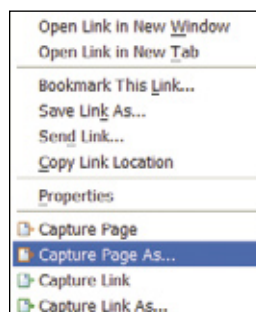 Open Link in New Window
Open Link in New Tab
Bookmark This Link...
Save Link As...
Send Link...
Copy Link Location
Properties
Capture Page
Capture Page As...
Capture Link
Capture Link As...